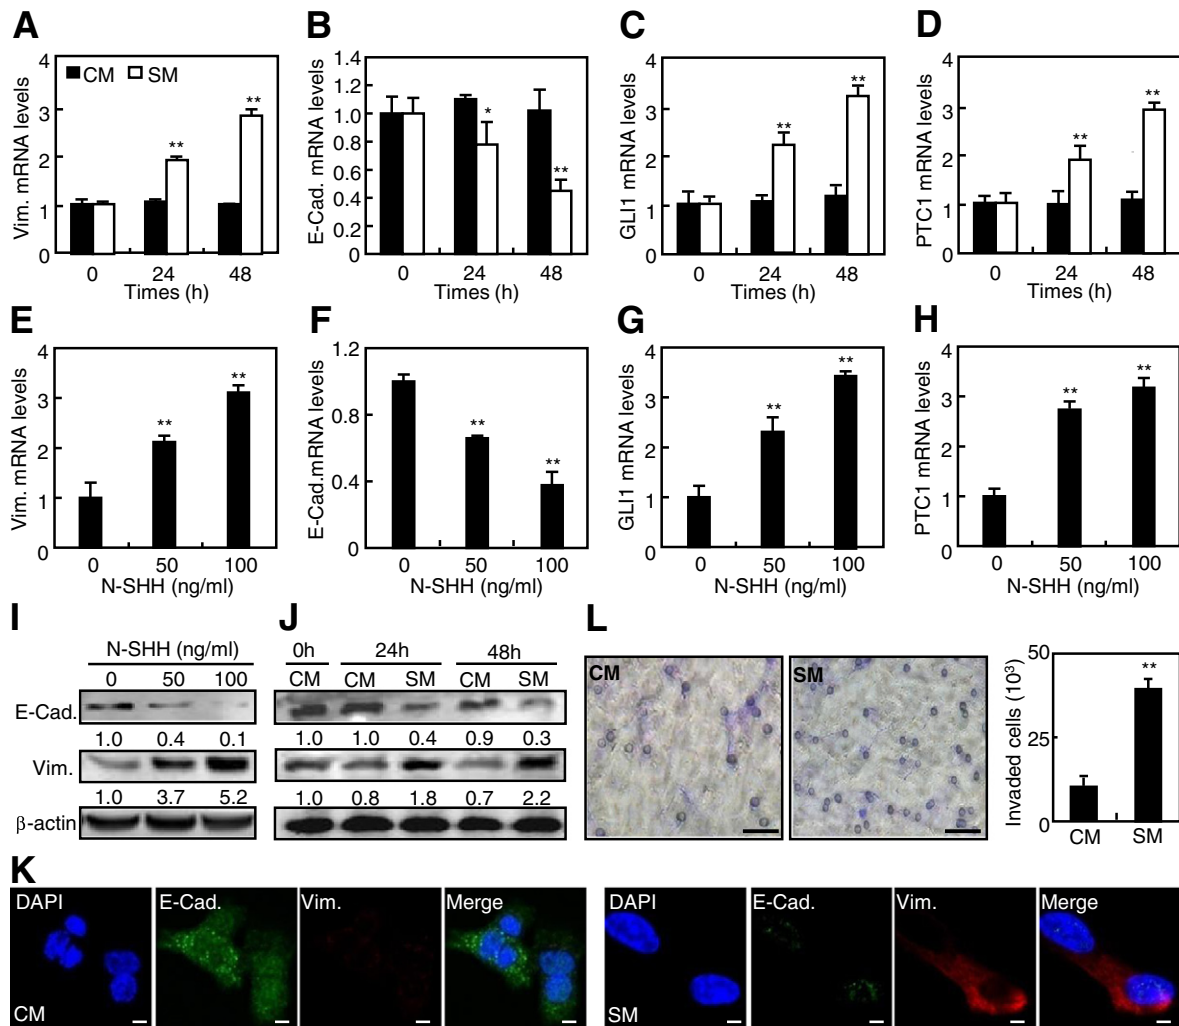 A
Vim. mRNA levels
4
3
2
1
0
CM SM
**
**
0 24 48
Times (h)
B
E-Cad. mRNA levels
1.4
1.2
1.0
0.8
0.6
0.4
0.2
0
*
**
0 24 48
Times (h)
C
GLI1 mRNA levels
4
3
2
1
0
**
**
0 24 48
Times (h)
D
PTC1 mRNA levels
4
3
2
1
0
**
**
0 24 48
Times (h)
E
Vim. mRNA levels
4
3
2
1
0
**
**
0 50 100
N-SHH (ng/ml)
F
E-Cad.mRNA levels
1.2
0.8
0.4
0
**
**
0 50 100
N-SHH (ng/ml)
G
GLI1 mRNA levels
4
3
2
1
0
**
**
0 50 100
N-SHH (ng/ml)
H
PTC1 mRNA levels
4
3
2
1
0
**
**
0 50 100
N-SHH (ng/ml)
I
N-SHH (ng/ml)
0 50 100
E-Cad.
1.0 0.4 0.1
Vim.
1.0 3.7 5.2
β-actin
J
0h 24h 48h
CM CM SM CM SM
1.0 1.0 0.4 0.9 0.3
1.0 0.8 1.8 0.7 2.2
L
CM
SM
Invaded cells (10³)
50
25
0
**
CM SM
K
DAPI E-Cad. Vim. Merge
CM
DAPI E-Cad. Vim. Merge
SM